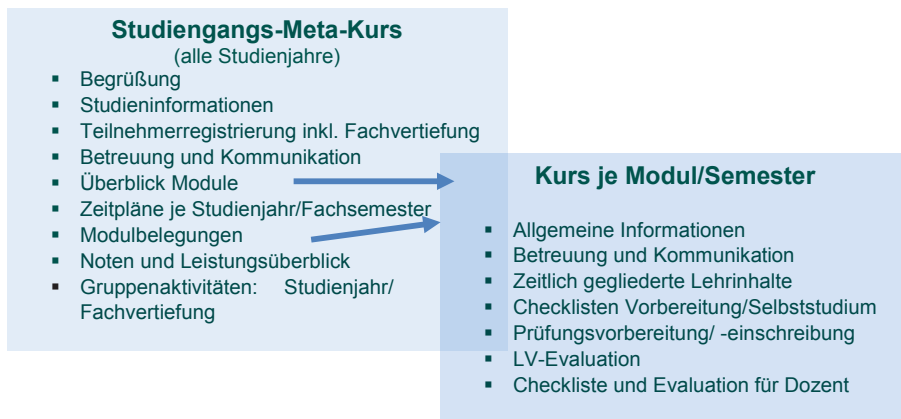 Studiengangs-Meta-Kurs
(alle Studienjahre)
▪ Begrüßung
▪ Studieninformationen
▪ Teilnehmerregistrierung inkl. Fachvertiefung
▪ Betreuung und Kommunikation
▪ Überblick Module
▪ Zeitpläne je Studienjahr/Fachsemester
▪ Modulbelegungen
▪ Noten und Leistungsüberblick
▪ Gruppenaktivitäten: Studienjahr/
Fachvertiefung
Kurs je Modul/Semester
▪ Allgemeine Informationen
▪ Betreuung und Kommunikation
▪ Zeitlich gegliederte Lehrinhalte
▪ Checklisten Vorbereitung/Selbststudium
▪ Prüfungsvorbereitung/ -einschreibung
▪ LV-Evaluation
▪ Checkliste und Evaluation für Dozent